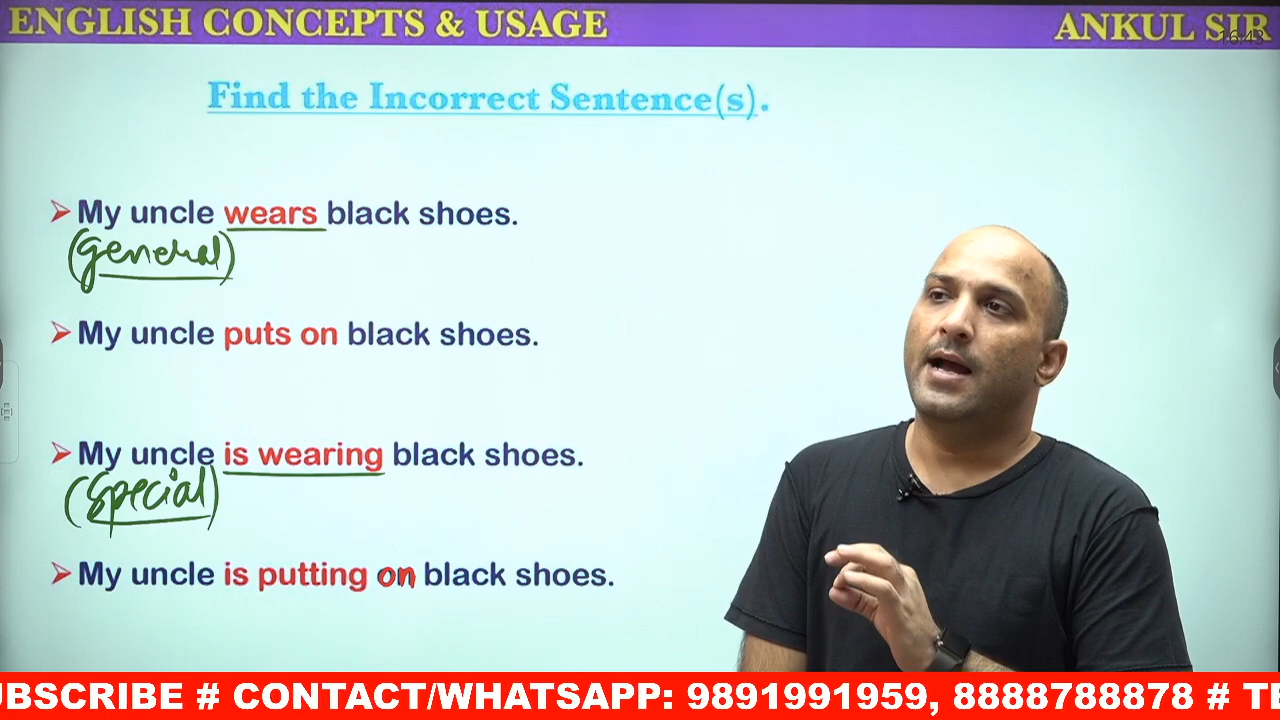 ENGLISH CONCEPTS & USAGE
ANKUL SIR
16:43
Find the Incorrect Sentence(s).
My uncle wears black shoes.
(general)
My uncle puts on black shoes.
My uncle is wearing black shoes.
(special)
My uncle is putting on black shoes.
UBSCRIBE # CONTACT/WHATSAPP: 9891991959, 8888788878 # TE